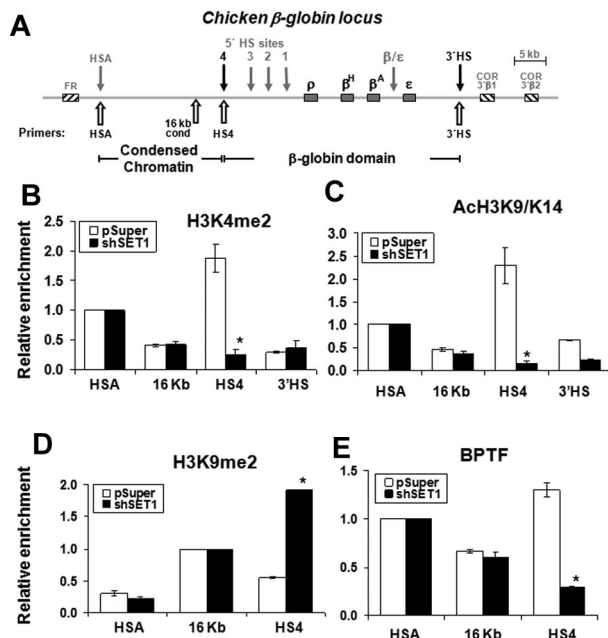 A
Chicken β-globin locus
5´ HS sites
HSA 4 3 2 1 β/ε 3´HS 5 kb
FR ρ βH βA ε COR 3´β1 COR 3´β2
Primers: HSA 16 kb cond HS4 3´HS
Condensed Chromatin β-globin domain
B
H3K4me2
pSuper
shSET1
Relative enrichment
2.5
2.0
1.5
1.0
0.5
0.0
*
HSA 16 Kb HS4 3'HS
C
AcH3K9/K14
pSuper
shSET1
3.0
2.5
2.0
1.5
1.0
0.5
0.0
*
HSA 16 Kb HS4 3'HS
D
H3K9me2
pSuper
shSET1
Relative enrichment
2.0
1.5
1.0
0.5
0.0
*
HSA 16 Kb HS4
E
BPTF
pSuper
shSET1
1.5
1.0
0.5
0.0
*
HSA 16 Kb HS4